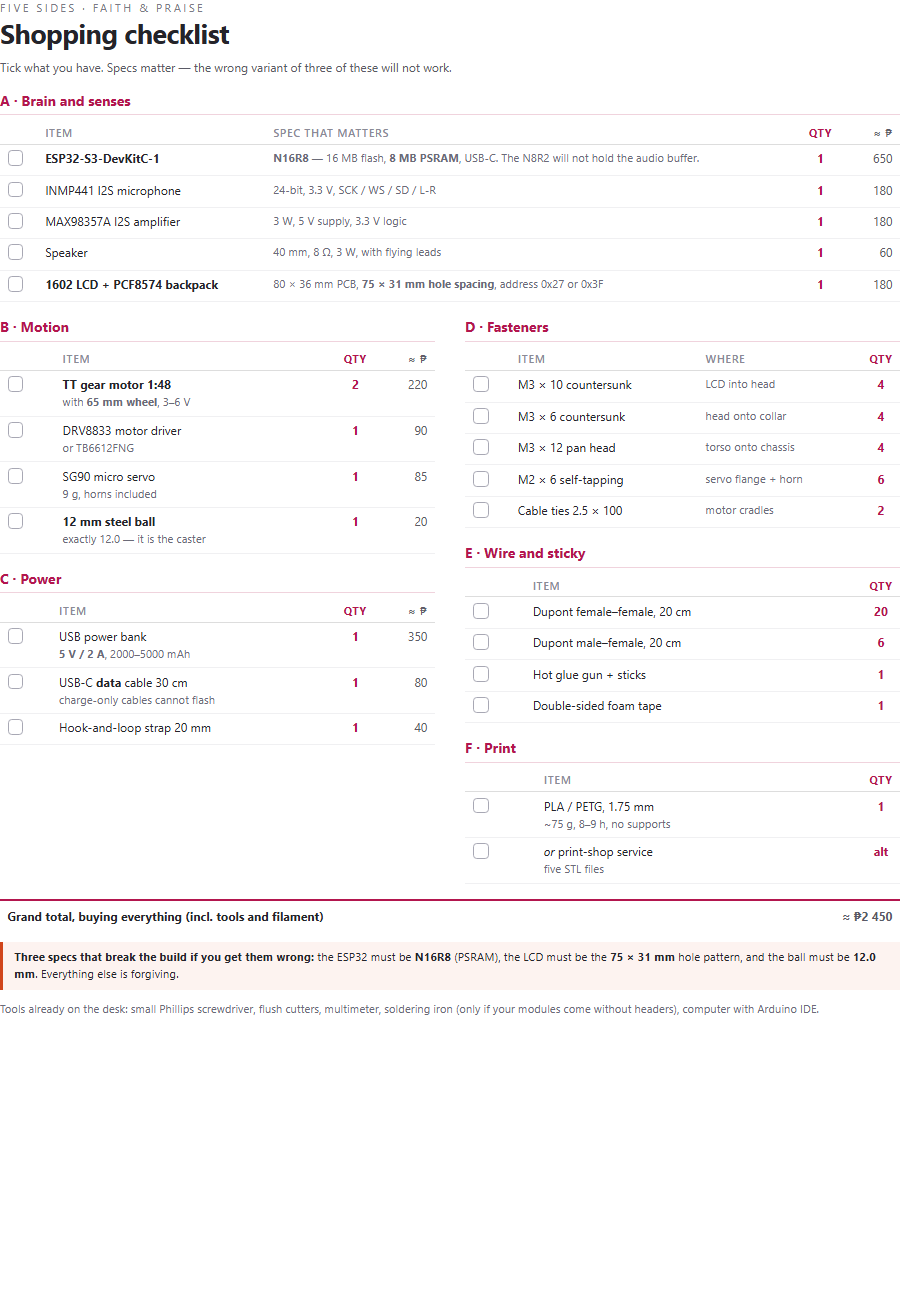 FIVE SIDES · FAITH & PRAISE
Shopping checklist
Tick what you have. Specs matter — the wrong variant of three of these will not work.
A · Brain and senses
ITEM SPEC THAT MATTERS QTY ≈ ₱
ESP32-S3-DevKitC-1 N16R8 — 16 MB flash, 8 MB PSRAM, USB-C. The N8R2 will not hold the audio buffer. 1 650
INMP441 I2S microphone 24-bit, 3.3 V, SCK / WS / SD / L-R 1 180
MAX98357A I2S amplifier 3 W, 5 V supply, 3.3 V logic 1 180
Speaker 40 mm, 8 Ω, 3 W, with flying leads 1 60
1602 LCD + PCF8574 backpack 80 × 36 mm PCB, 75 × 31 mm hole spacing, address 0x27 or 0x3F 1 180
B · Motion
ITEM QTY ≈ ₱
TT gear motor 1:48 2 220
with 65 mm wheel, 3–6 V
DRV8833 motor driver 1 90
or TB6612FNG
SG90 micro servo 1 85
9 g, horns included
12 mm steel ball 1 20
exactly 12.0 — it is the caster
C · Power
ITEM QTY ≈ ₱
USB power bank 1 350
5 V / 2 A, 2000–5000 mAh
USB-C data cable 30 cm 1 80
charge-only cables cannot flash
Hook-and-loop strap 20 mm 1 40
D · Fasteners
ITEM WHERE QTY
M3 × 10 countersunk LCD into head 4
M3 × 6 countersunk head onto collar 4
M3 × 12 pan head torso onto chassis 4
M2 × 6 self-tapping servo flange + horn 6
Cable ties 2.5 × 100 motor cradles 2
E · Wire and sticky
ITEM QTY
Dupont female–female, 20 cm 20
Dupont male–female, 20 cm 6
Hot glue gun + sticks 1
Double-sided foam tape 1
F · Print
ITEM QTY
PLA / PETG, 1.75 mm 1
~75 g, 8–9 h, no supports
or print-shop service alt
five STL files
Grand total, buying everything (incl. tools and filament) ≈ ₱2 450
Three specs that break the build if you get them wrong: the ESP32 must be N16R8 (PSRAM), the LCD must be the 75 × 31 mm hole pattern, and the ball must be 12.0
mm. Everything else is forgiving.
Tools already on the desk: small Phillips screwdriver, flush cutters, multimeter, soldering iron (only if your modules come without headers), computer with Arduino IDE.